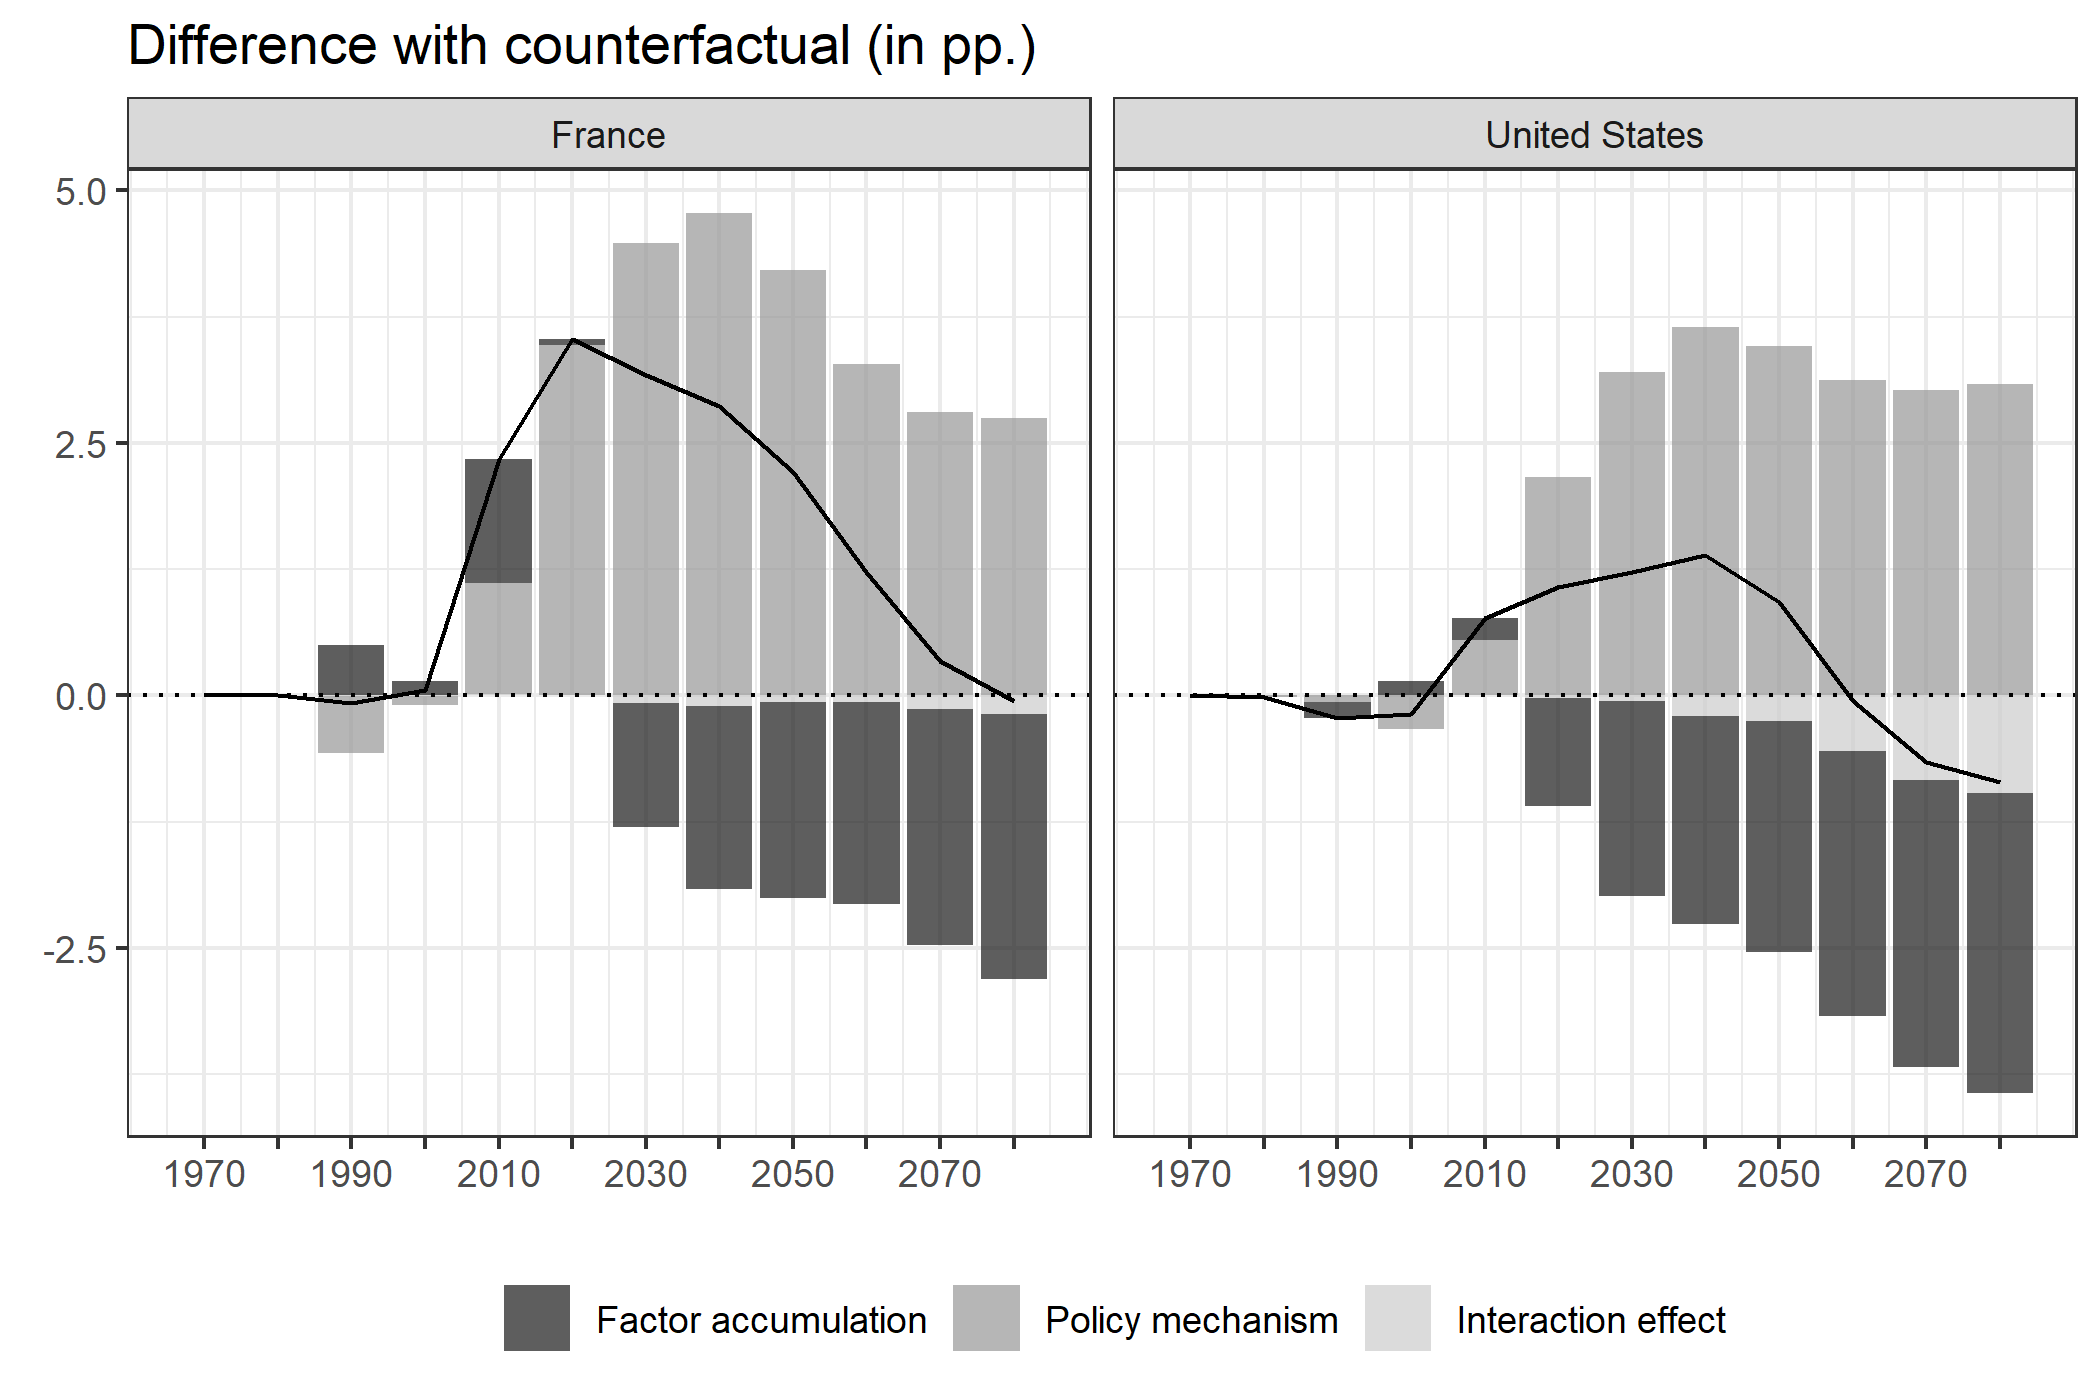 Difference with counterfactual (in pp.)
France
United States
5.0
2.5
0.0
-2.5
1970 1990 2010 2030 2050 2070
1970 1990 2010 2030 2050 2070
Factor accumulation Policy mechanism Interaction effect